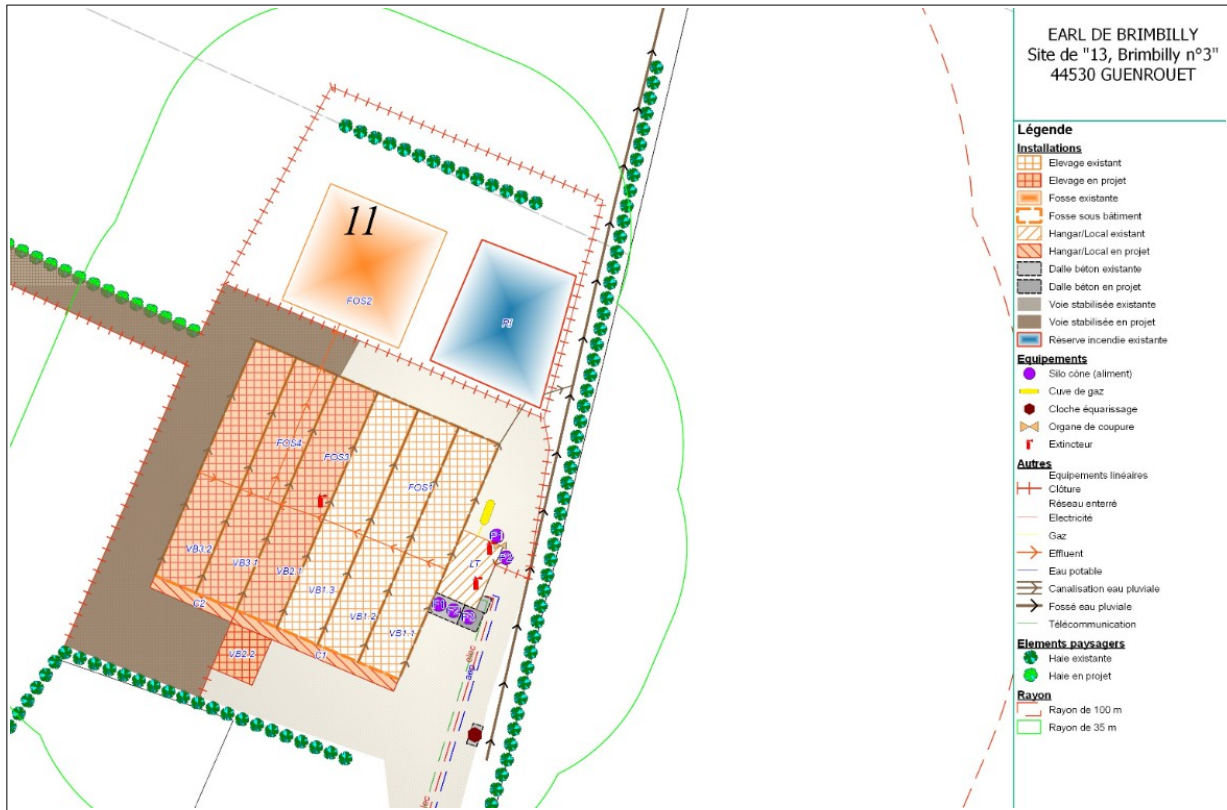 EARL DE BRIMBILLY
Site de "13, Brimbilly n°3"
44530 GUENROUET
Légende
Installations
Elevage existant
Elevage en projet
Fosse existante
Fosse sous bâtiment
Hangar/Local existant
Hangar/Local en projet
Dalle béton existante
Dalle béton en projet
Voie stabilisée existante
Voie stabilisée en projet
Réserve incendie existante
Equipements
Silo cône (aliment)
Cuve de gaz
Cloche équarissage
Organe de coupure
Extincteur
Autres
Equipements linéaires
Clôture
Réseau enterré
Electricité
Gaz
Effluent
Eau potable
Canalisation eau pluviale
Fossé eau pluviale
Télécommunication
Elements paysagers
Haie existante
Haie en projet
Rayon
Rayon de 100 m
Rayon de 35 m
11
FOS2
RI
FOS4
FOS3
FOS1
P1
P2
LT
VB3.2
VB3.1
VB2.1
VB1.3
VB1.2
VB1.1
C2
C1
VB2.2
elec
elec